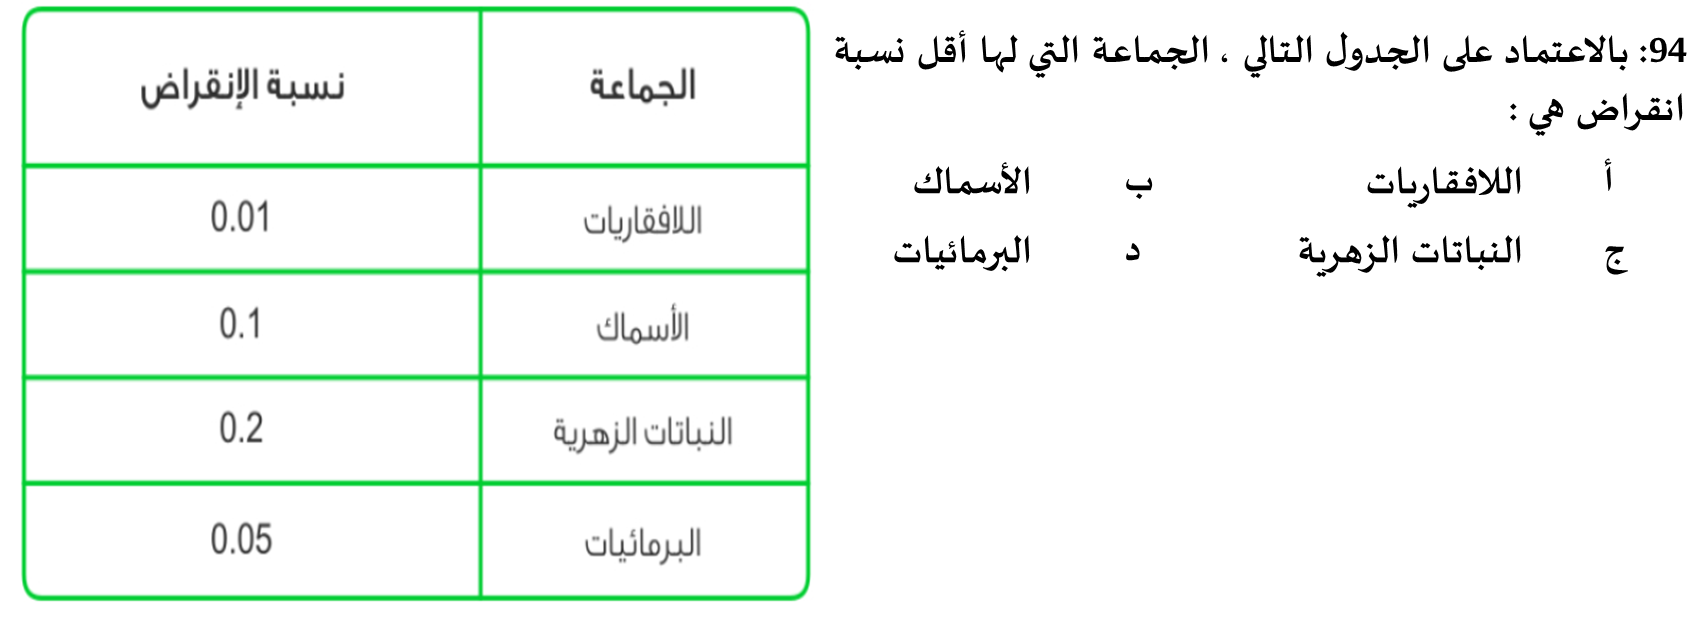 94: بالاعتماد على الجدول التالي ، الجماعة التي لها أقل نسبة
انقراض هي :
أ اللافقاريات ب الأسماك
ج النباتات الزهرية د البرمائيات
الجماعة نسبة الإنقراض
اللافقاريات 0.01
الأسماك 0.1
النباتات الزهرية 0.2
البرمائيات 0.05